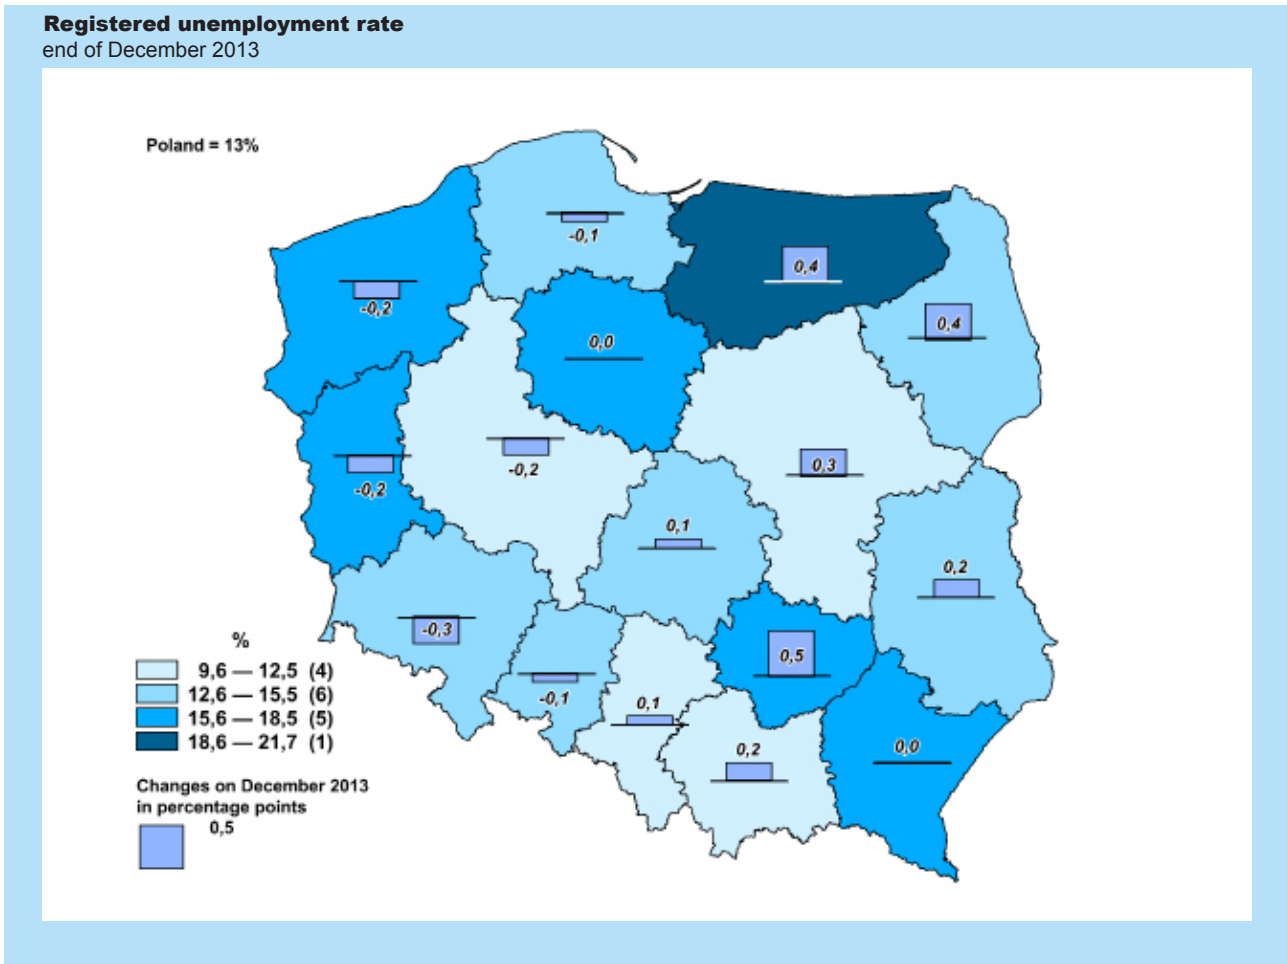 Registered unemployment rate
end of December 2013
Poland = 13%
-0,1
0,4
-0,2
0,4
0,0
-0,2
0,3
-0,2
0,1
0,2
-0,3
0,5
-0,1
0,1
0,2
0,0
%
9,6 — 12,5 (4)
12,6 — 15,5 (6)
15,6 — 18,5 (5)
18,6 — 21,7 (1)
Changes on December 2013
in percentage points
0,5